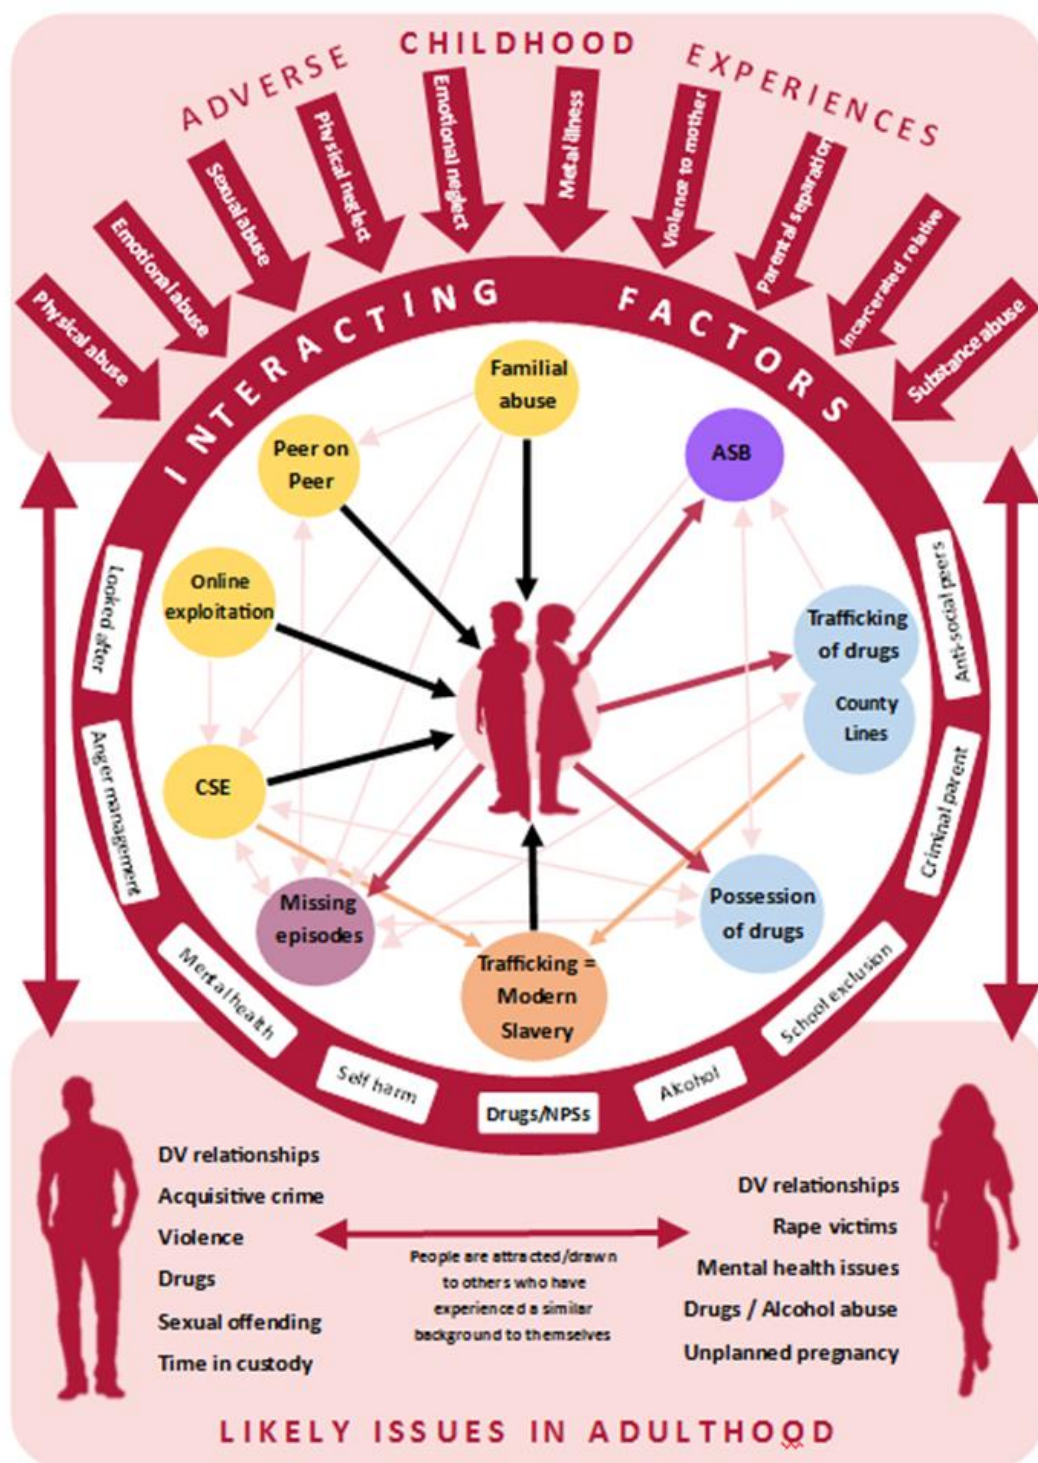 ADVERSE CHILDHOOD EXPERIENCES
Physical abuse
Emotional abuse
Sexual abuse
Physical neglect
Emotional neglect
Metal illness
Violence to mother
Parental separation
Incarcerated relative
Substance abuse
INTERACTING FACTORS
Familial
abuse
Peer on
Peer
ASB
Online
exploitation
Trafficking
of drugs
County
Lines
CSE
Missing
episodes
Possession
of drugs
Trafficking =
Modern
Slavery
Looked after
Anger management
Mental health
Self harm
Drugs/NPSs
Alcohol
School exclusion
Criminal parent
Anti-social peers
DV relationships
Acquisitive crime
Violence
Drugs
Sexual offending
Time in custody
People are attracted/drawn
to others who have
experienced a similar
background to themselves
DV relationships
Rape victims
Mental health issues
Drugs / Alcohol abuse
Unplanned pregnancy
LIKELY ISSUES IN ADULTHOOD